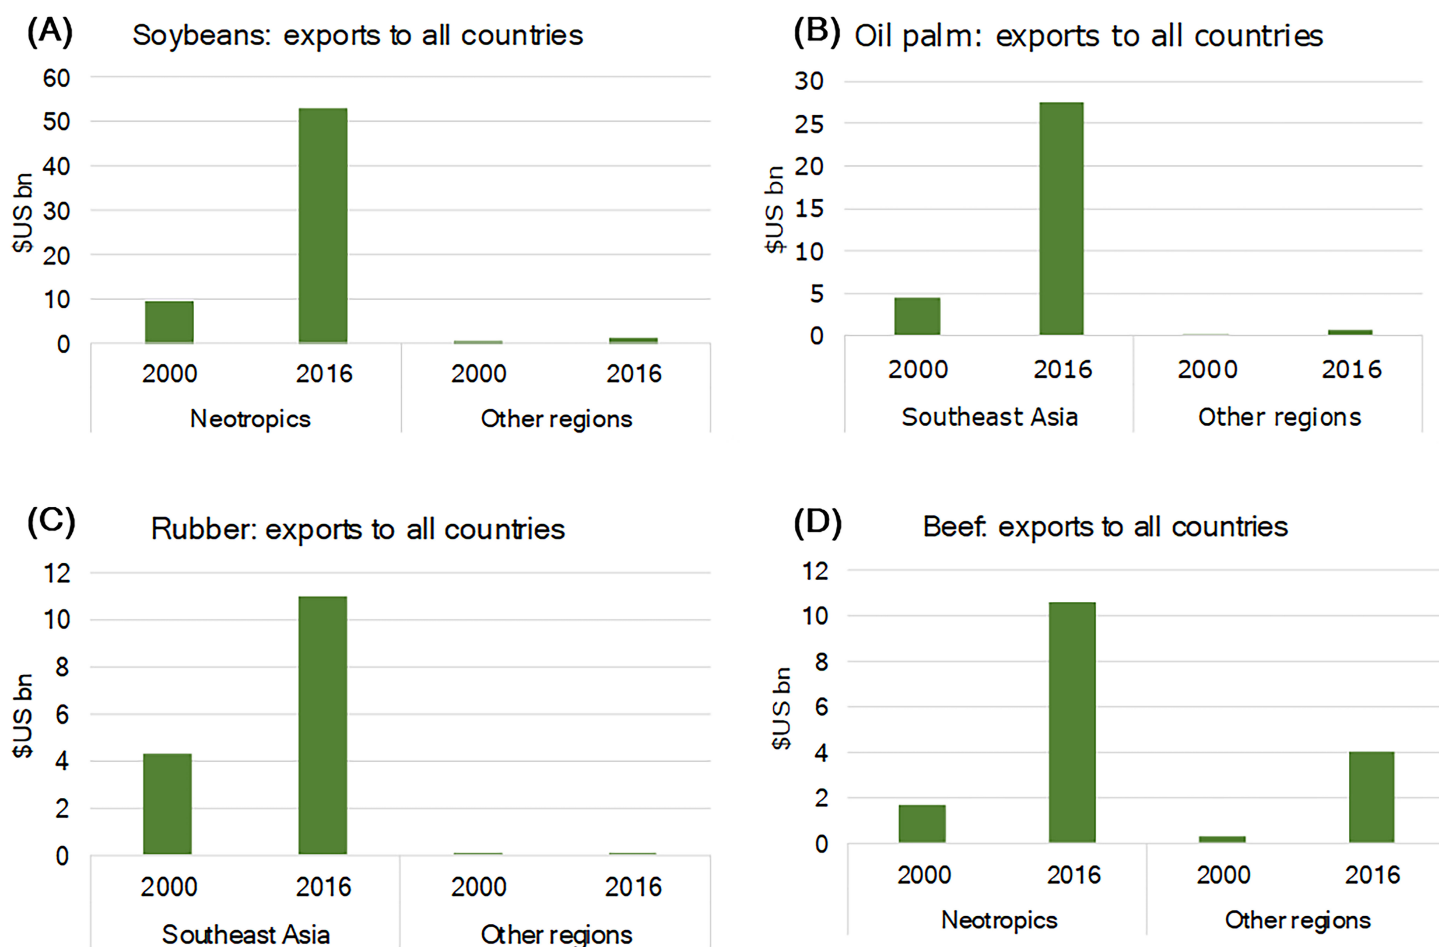 (A) Soybeans: exports to all countries
60
50
40
30
20
10
0
$US bn
2000 2016 2000 2016
Neotropics Other regions
(B) Oil palm: exports to all countries
30
25
20
15
10
5
0
$US bn
2000 2016 2000 2016
Southeast Asia Other regions
(C) Rubber: exports to all countries
12
10
8
6
4
2
0
$US bn
2000 2016 2000 2016
Southeast Asia Other regions
(D) Beef: exports to all countries
12
10
8
6
4
2
0
$US bn
2000 2016 2000 2016
Neotropics Other regions